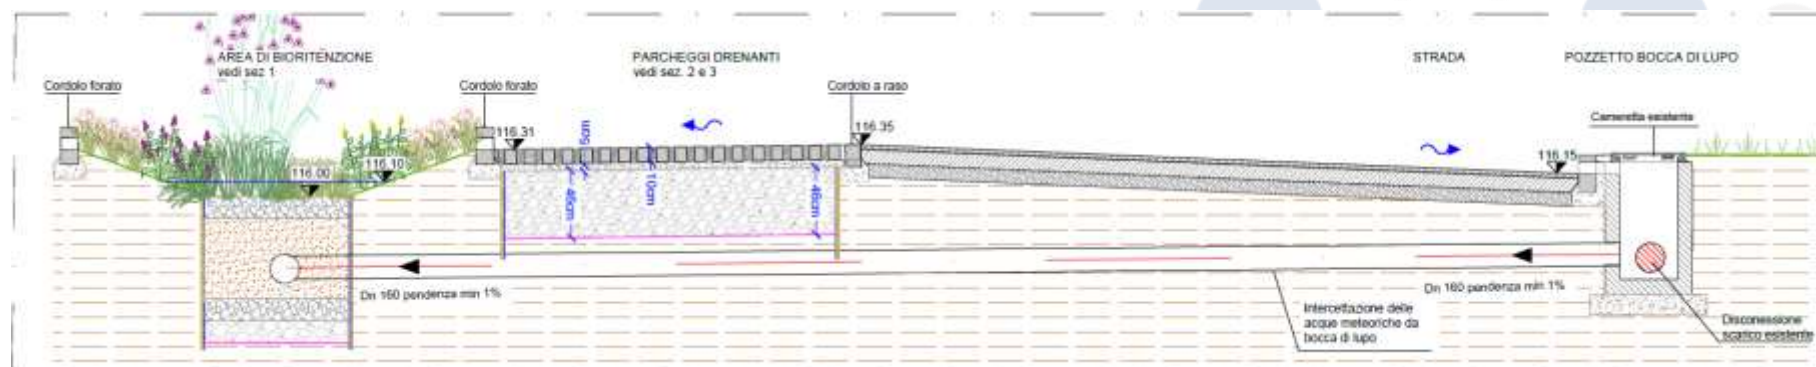 AREA DI BIORITENZIONE
vedi sez 1
PARCHEGGI DRENANTI
vedi sez. 2 e 3
STRADA
POZZETTO BOCCA DI LUPO
Cordolo forato
Cordolo forato
Cordolo a raso
Cameretta esistente
116.31
116.35
116.15
116.10
116.00
5cm
10cm
46cm
46cm
Dn 160 pendenza min 1%
Dn 160 pendenza min 1%
Intercettazione delle
acque meteoriche da
bocca di lupo
Disconessione
scarico esistente